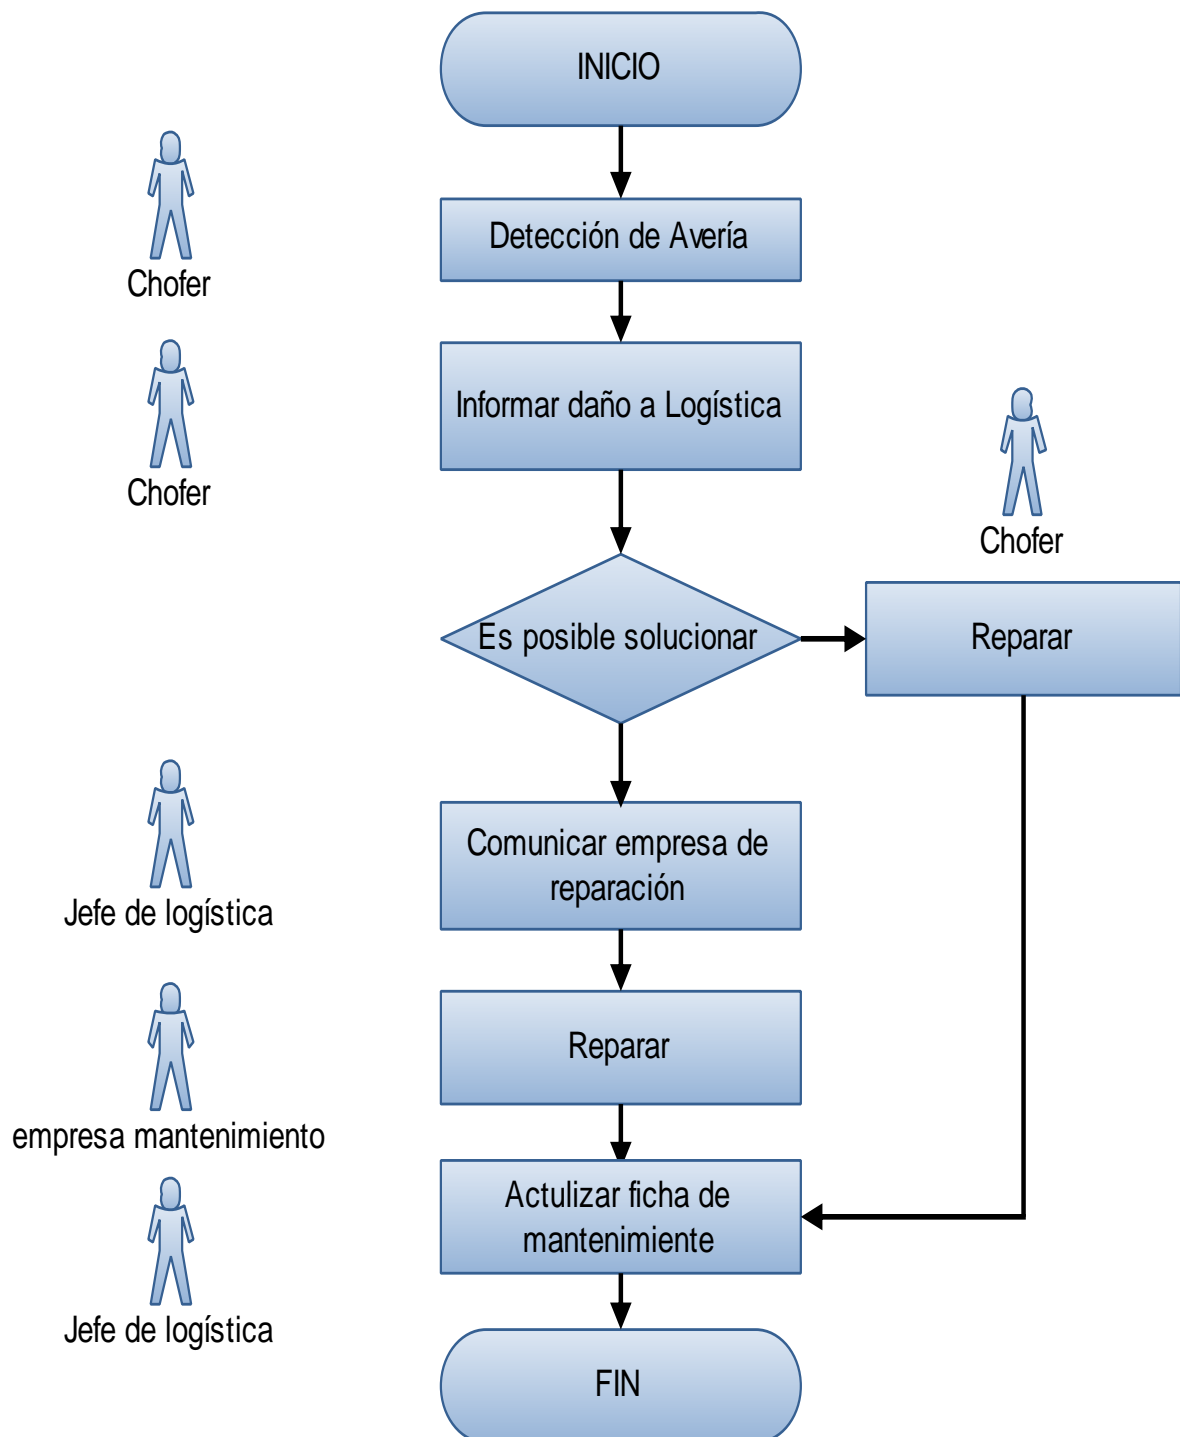 INICIO
Chofer
Detección de Avería
Chofer
Informar daño a Logística
Chofer
Es posible solucionar
Reparar
Jefe de logística
Comunicar empresa de
reparación
empresa mantenimiento
Reparar
Jefe de logística
Actulizar ficha de
mantenimiente
FIN